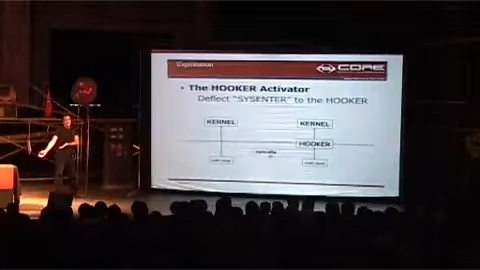 Exploitation
CORE
• The HOOKER Activator
Deflect "SYSENTER" to the HOOKER
KERNEL
KERNEL
HOOKER